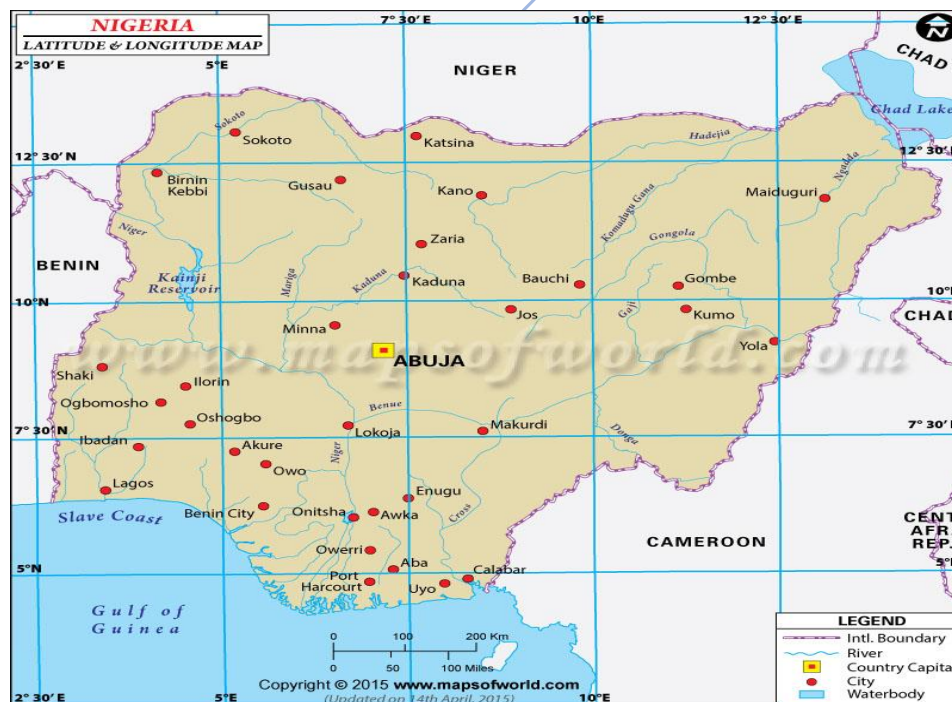 NIGERIA
LATITUDE & LONGITUDE MAP
2° 30' E
5° E
7° 30' E
10° E
12° 30' E
N
CHAD
NIGER
Chad Lake
Sokoto
Sokoto
Katsina
Hadejia
12° 30' N
12° 30' N
Birnin
Kebbi
Gusau
Kano
Komadugu Gana
Ngadda
Maiduguri
Niger
Zaria
Gongola
BENIN
Kainji
Reservoir
Mariga
Kaduna
Kaduna
Bauchi
Gombe
10° N
10° N
Minna
Jos
Gaji
Kumo
CHAD
www.mapsofworld.com
ABUJA
Yola
Shaki
Ilorin
Ogbomosho
Oshogbo
Benue
Lokoja
Makurdi
7° 30' N
7° 30' N
Ibadan
Akure
Niger
Donga
Owo
Lagos
Enugu
Benin City
Onitsha
Awka
Cross
Slave Coast
CENT
AFRI
REP.
CAMEROON
Owerri
Aba
5° N
5° N
Port
Harcourt
Uyo
Calabar
Gulf of
Guinea
0 100 200 Km
0 50 100 Miles
LEGEND
Intl. Boundary
River
Country Capital
City
Waterbody
Copyright © 2015 www.mapsofworld.com
(Updated on 14th April, 2015)
2° 30' E
5° E
10° E